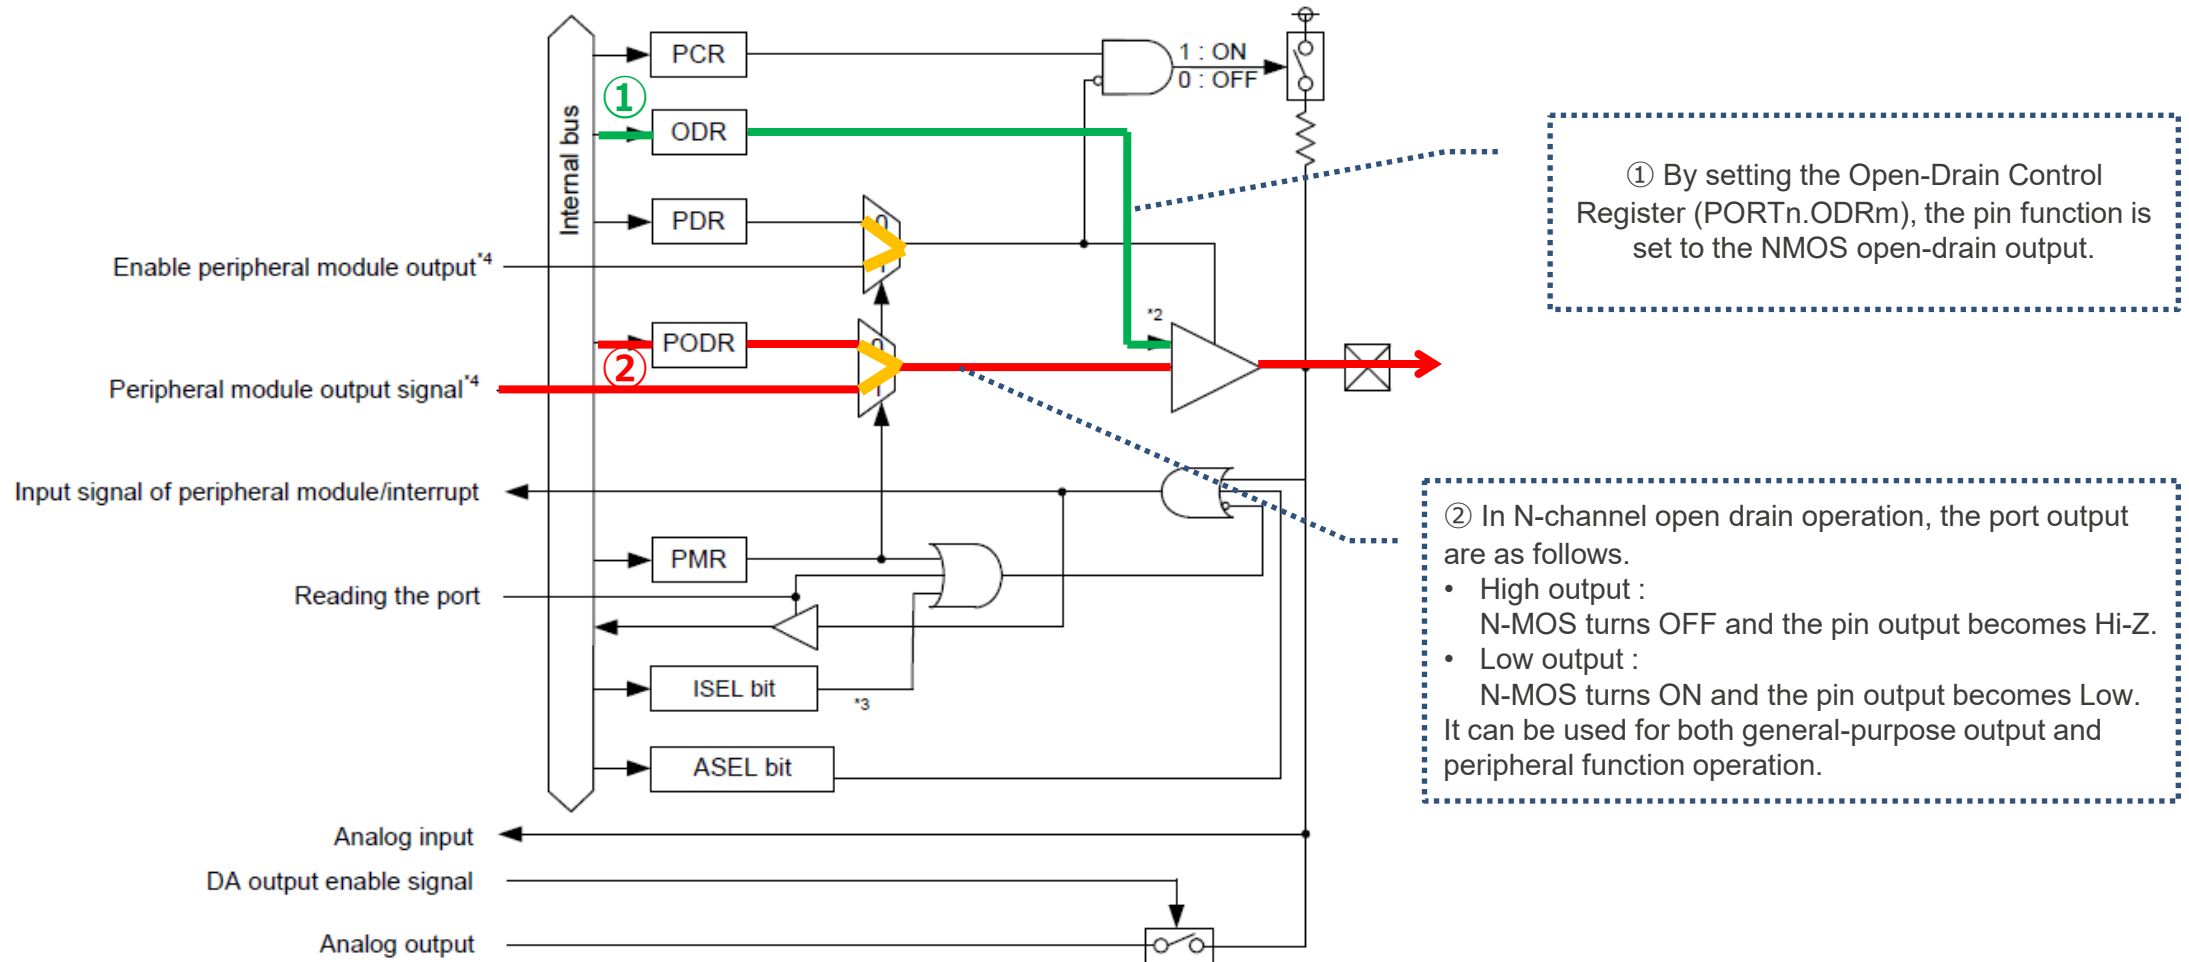 PCR
1 : ON
0 : OFF
①
ODR
Internal bus
① By setting the Open-Drain Control
Register (PORTn.ODRm), the pin function is
set to the NMOS open-drain output.
PDR
0
1
Enable peripheral module output*4
*2
PODR
0
1
②
Peripheral module output signal*4
Input signal of peripheral module/interrupt
② In N-channel open drain operation, the port output
are as follows.
• High output :
N-MOS turns OFF and the pin output becomes Hi-Z.
• Low output :
N-MOS turns ON and the pin output becomes Low.
It can be used for both general-purpose output and
peripheral function operation.
PMR
Reading the port
ISEL bit
*3
ASEL bit
Analog input
DA output enable signal
Analog output